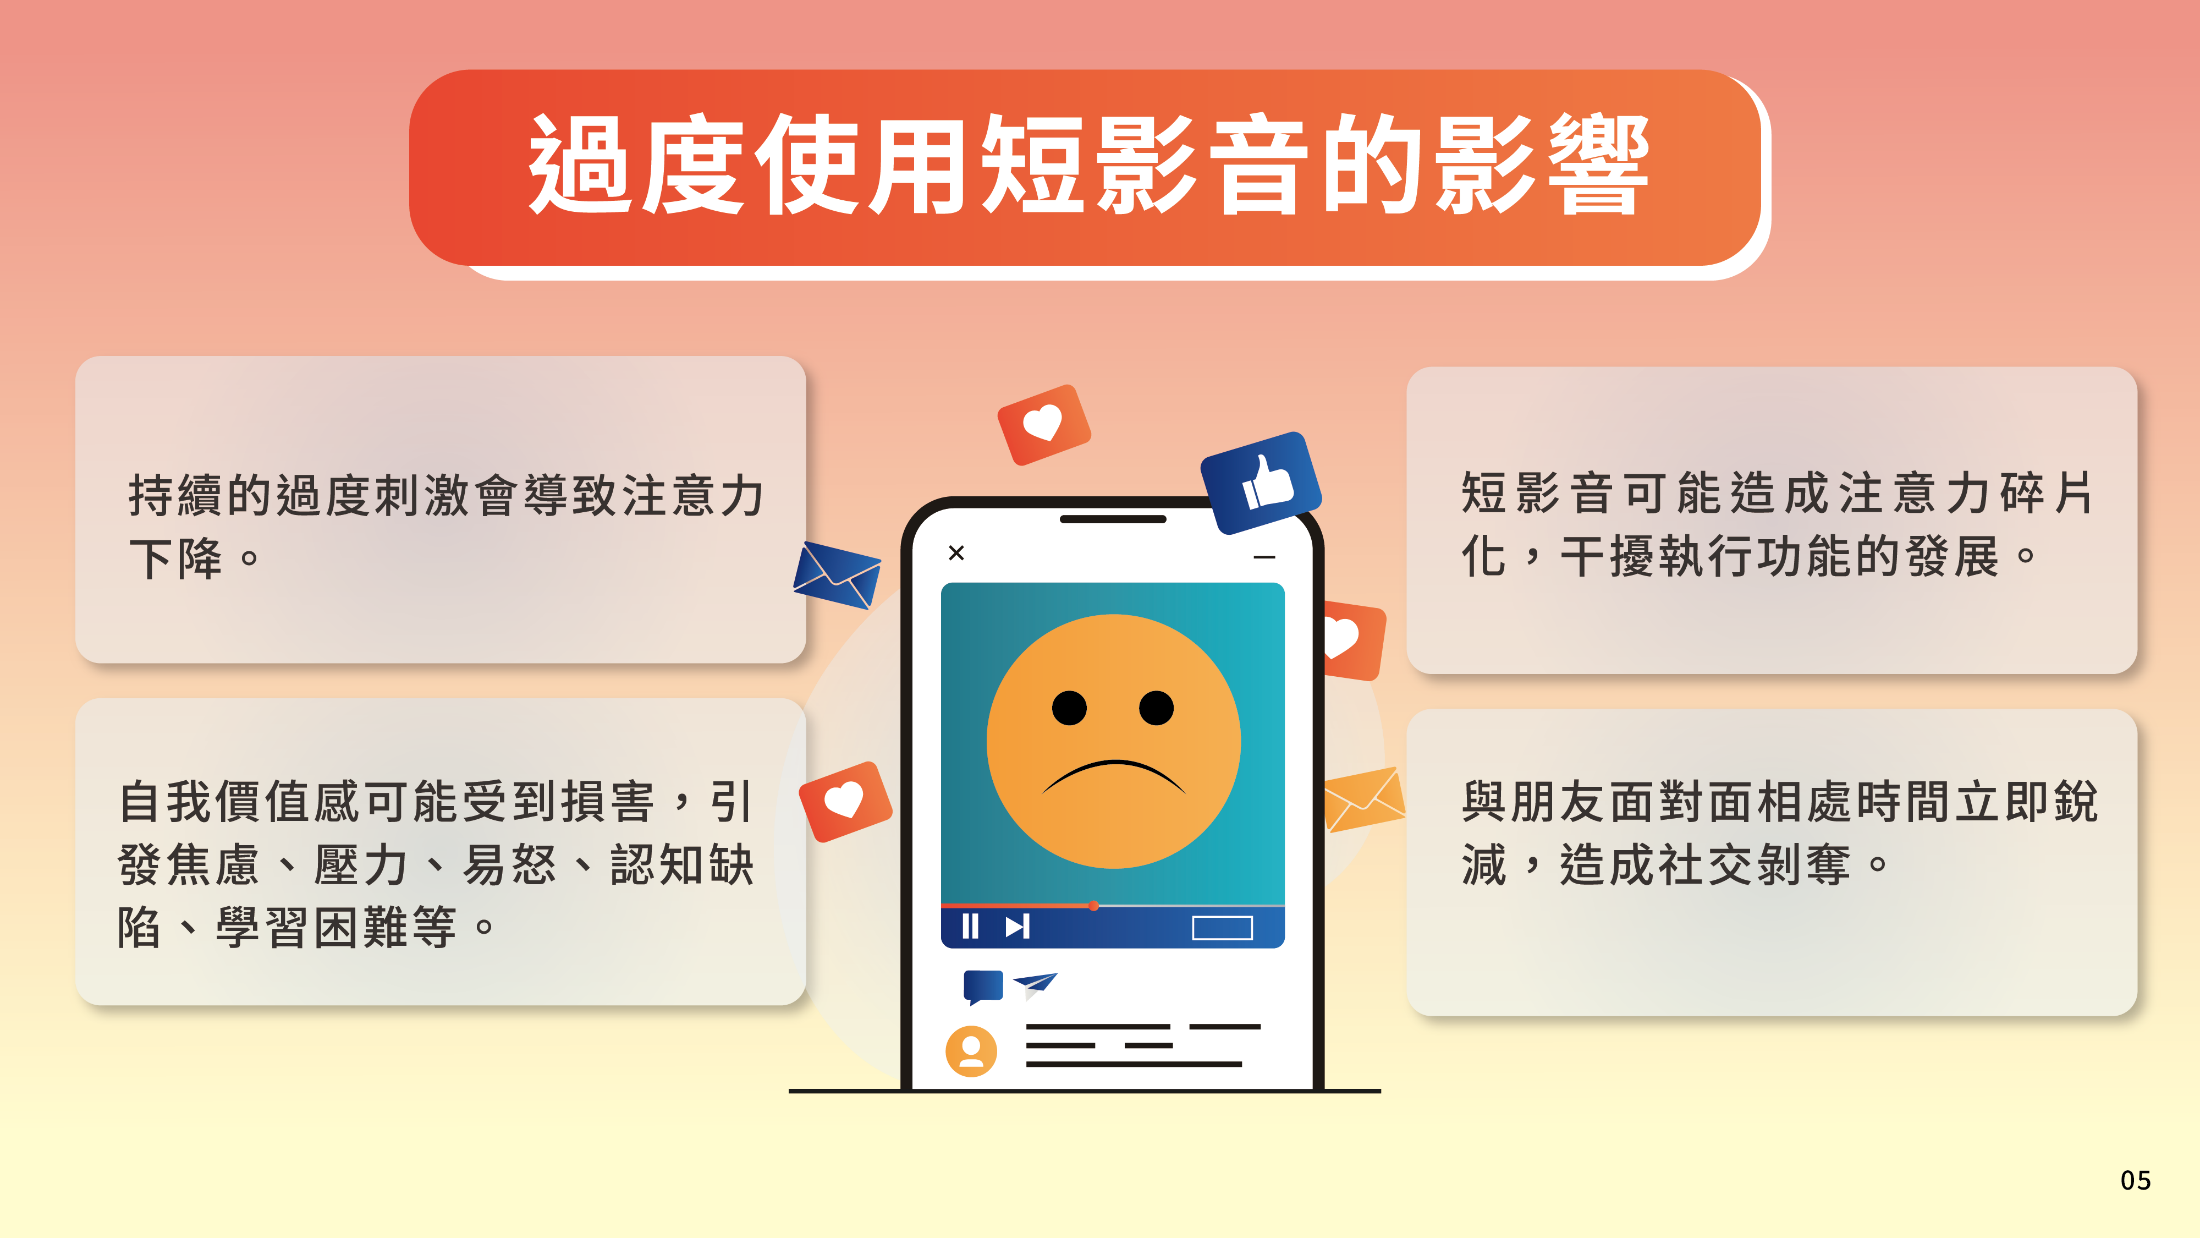 過度使用短影音的影響
持續的過度刺激會導致注意力
下降。
自我價值感可能受到損害，引
發焦慮、壓力、易怒、認知缺
陷、學習困難等。
短影音可能造成注意力碎片
化，干擾執行功能的發展。
與朋友面對面相處時間立即銳
減，造成社交剝奪。
05